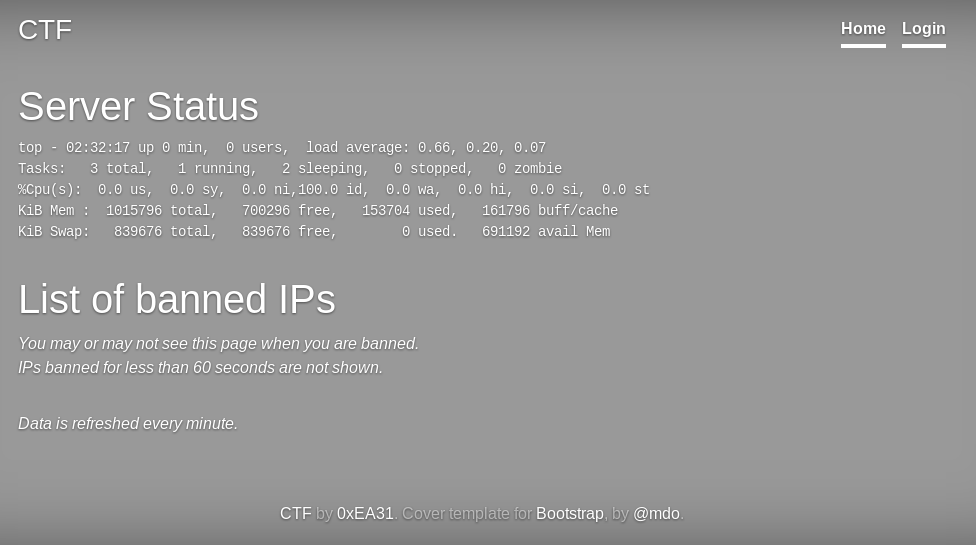 CTF
Home Login
Server Status
top - 02:32:17 up 0 min,  0 users,  load average: 0.66, 0.20, 0.07
Tasks:   3 total,   1 running,   2 sleeping,   0 stopped,   0 zombie
%Cpu(s):  0.0 us,  0.0 sy,  0.0 ni,100.0 id,  0.0 wa,  0.0 hi,  0.0 si,  0.0 st
KiB Mem :  1015796 total,   700296 free,   153704 used,   161796 buff/cache
KiB Swap:   839676 total,   839676 free,        0 used.   691192 avail Mem
List of banned IPs
You may or may not see this page when you are banned.
IPs banned for less than 60 seconds are not shown.
Data is refreshed every minute.
CTF by 0xEA31. Cover template for Bootstrap, by @mdo.